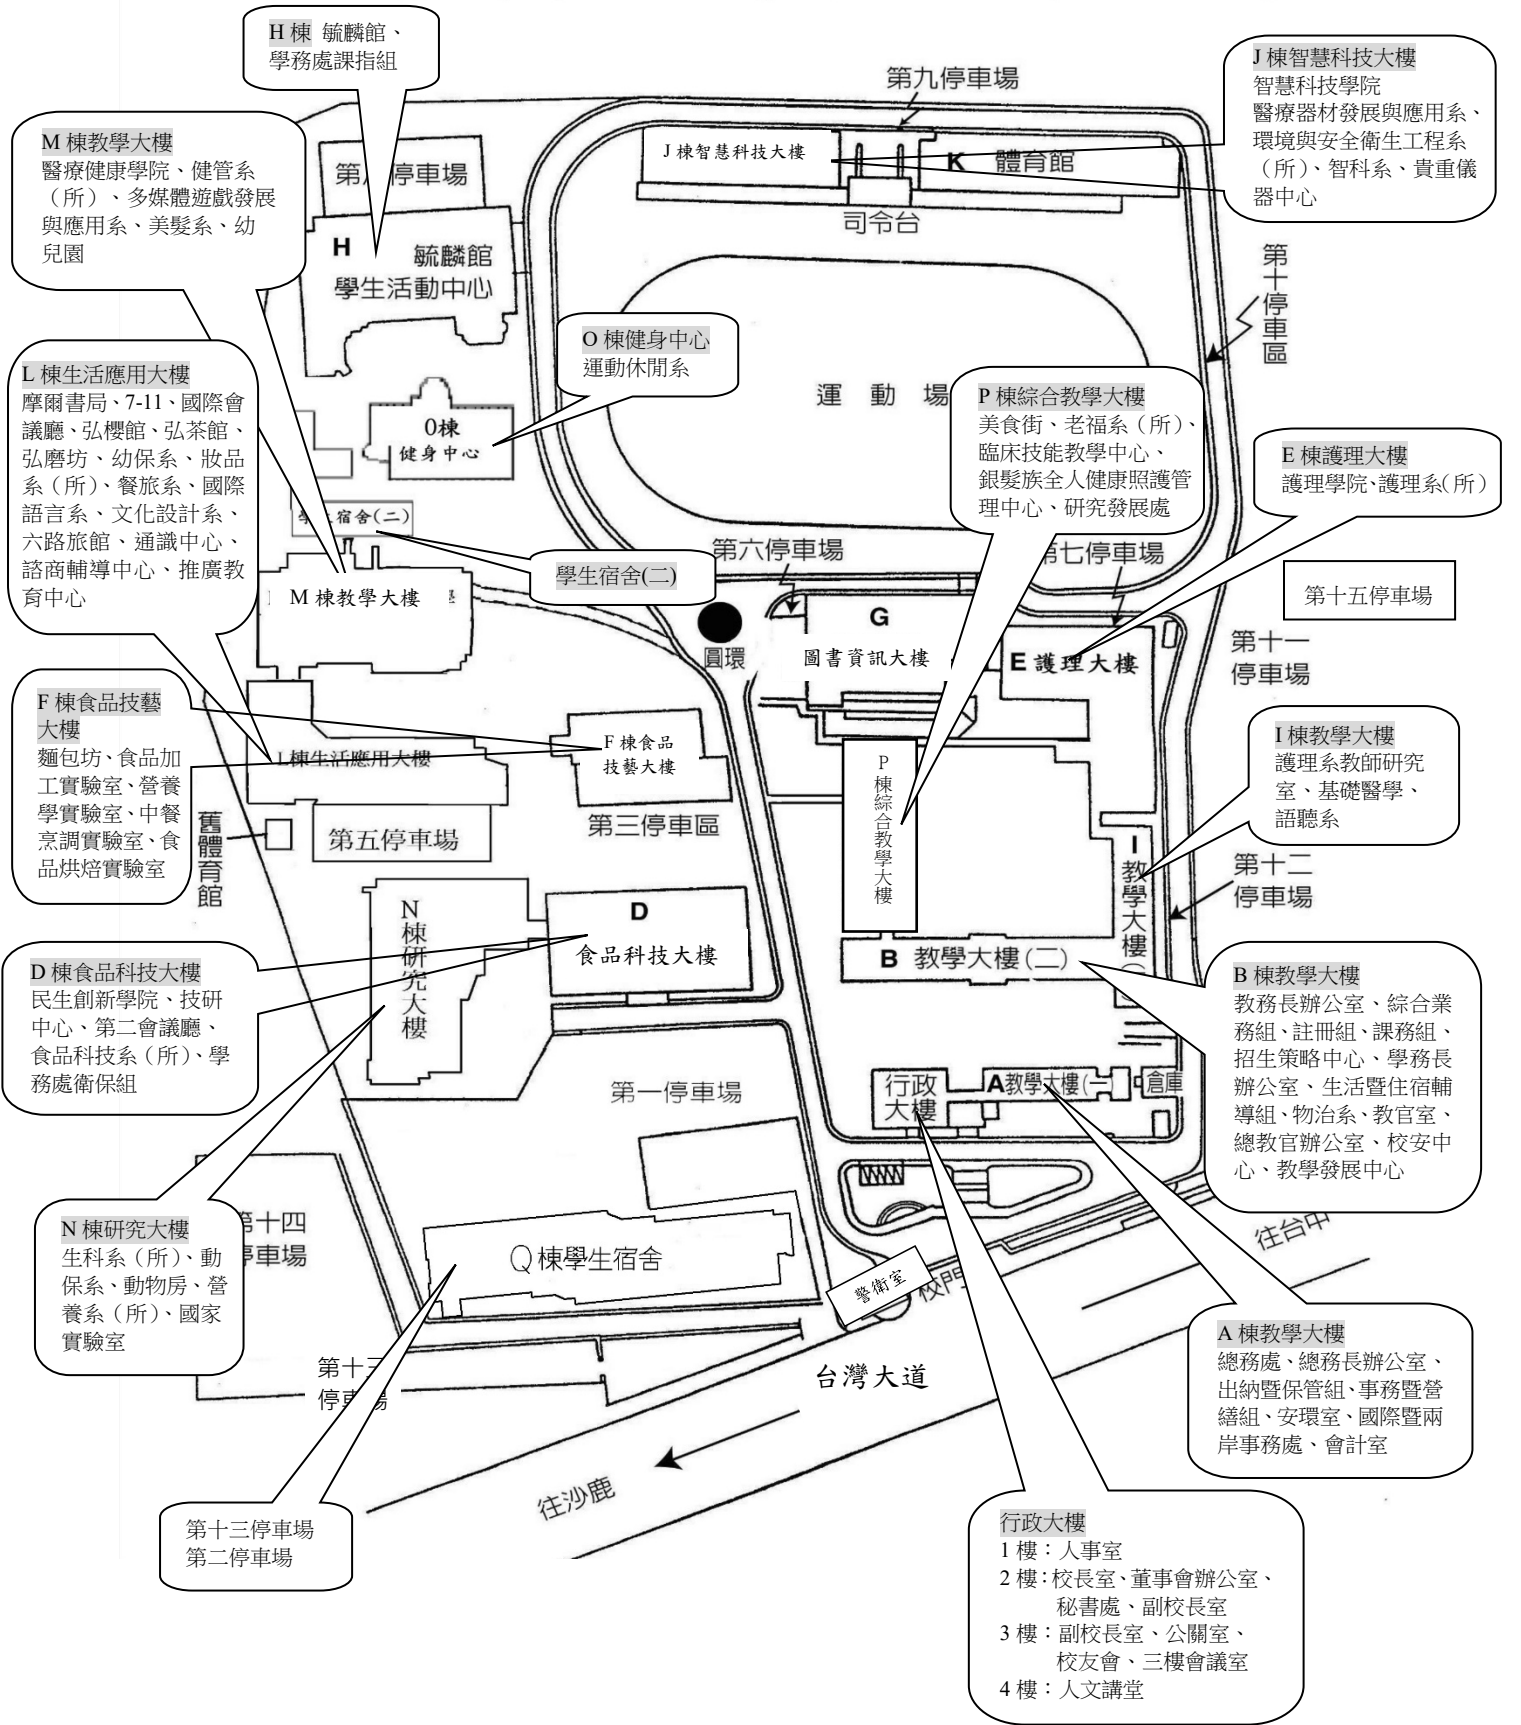 H 棟 毓麟館、
學務處課指組
J 棟智慧科技大樓
智慧科技學院
醫療器材發展與應用系、
環境與安全衛生工程系
（所）、智科系、貴重儀
器中心
第九停車場
M 棟教學大樓
醫療健康學院、健管系
（所）、多媒體遊戲發展
與應用系、美髮系、幼
兒園
停車場
J 棟智慧科技大樓
K 體育館
司令台
H 毓麟館
學生活動中心
第十停車區
O 棟健身中心
運動休閒系
L 棟生活應用大樓
摩爾書局、7-11、國際會
議廳、弘櫻館、弘茶館、
弘磨坊、幼保系、妝品
系（所）、餐旅系、國際
語言系、文化設計系、
六路旅館、通識中心、
諮商輔導中心、推廣教
育中心
運動場
P 棟綜合教學大樓
美食街、老福系（所）、
臨床技能教學中心、
銀髮族全人健康照護管
理中心、研究發展處
E 棟護理大樓
護理學院、護理系（所）
O棟
健身中心
宿舍(二)
學生宿舍(二)
第六停車場
第七停車場
第十五停車場
M 棟教學大樓
圓環
G
圖書資訊大樓
E 護理大樓
第十一
停車場
F 棟食品技藝
大樓
麵包坊、食品加
工實驗室、營養
學實驗室、中餐
烹調實驗室、食
品烘焙實驗室
L棟生活應用大樓
F 棟食品
技藝大樓
P棟綜合教學大樓
I 棟教學大樓
護理系教師研究
室、基礎醫學、
語聽系
舊體育館
第五停車場
第三停車區
I 教學大樓
第十二
停車場
N棟研究大樓
D
食品科技大樓
B 教學大樓(二)
D 棟食品科技大樓
民生創新學院、技研
中心、第二會議廳、
食品科技系（所）、學
務處衛保組
B 棟教學大樓
教務長辦公室、綜合業
務組、註冊組、課務組、
招生策略中心、學務長
辦公室、生活暨住宿輔
導組、物治系、教官室、
總教官辦公室、校安中
心、教學發展中心
第一停車場
行政
大樓
A教學大樓(一)
倉庫
N 棟研究大樓
生科系（所）、動
保系、動物房、營
養系（所）、國家
實驗室
第十四
停車場
Q棟學生宿舍
警衛室
校門
往台中
A 棟教學大樓
總務處、總務長辦公室、
出納暨保管組、事務暨營
繕組、安環室、國際暨兩
岸事務處、會計室
第十三
停車場
台灣大道
往沙鹿
第十三停車場
第二停車場
行政大樓
1 樓：人事室
2 樓：校長室、董事會辦公室、
秘書處、副校長室
3 樓：副校長室、公關室、
校友會、三樓會議室
4 樓：人文講堂